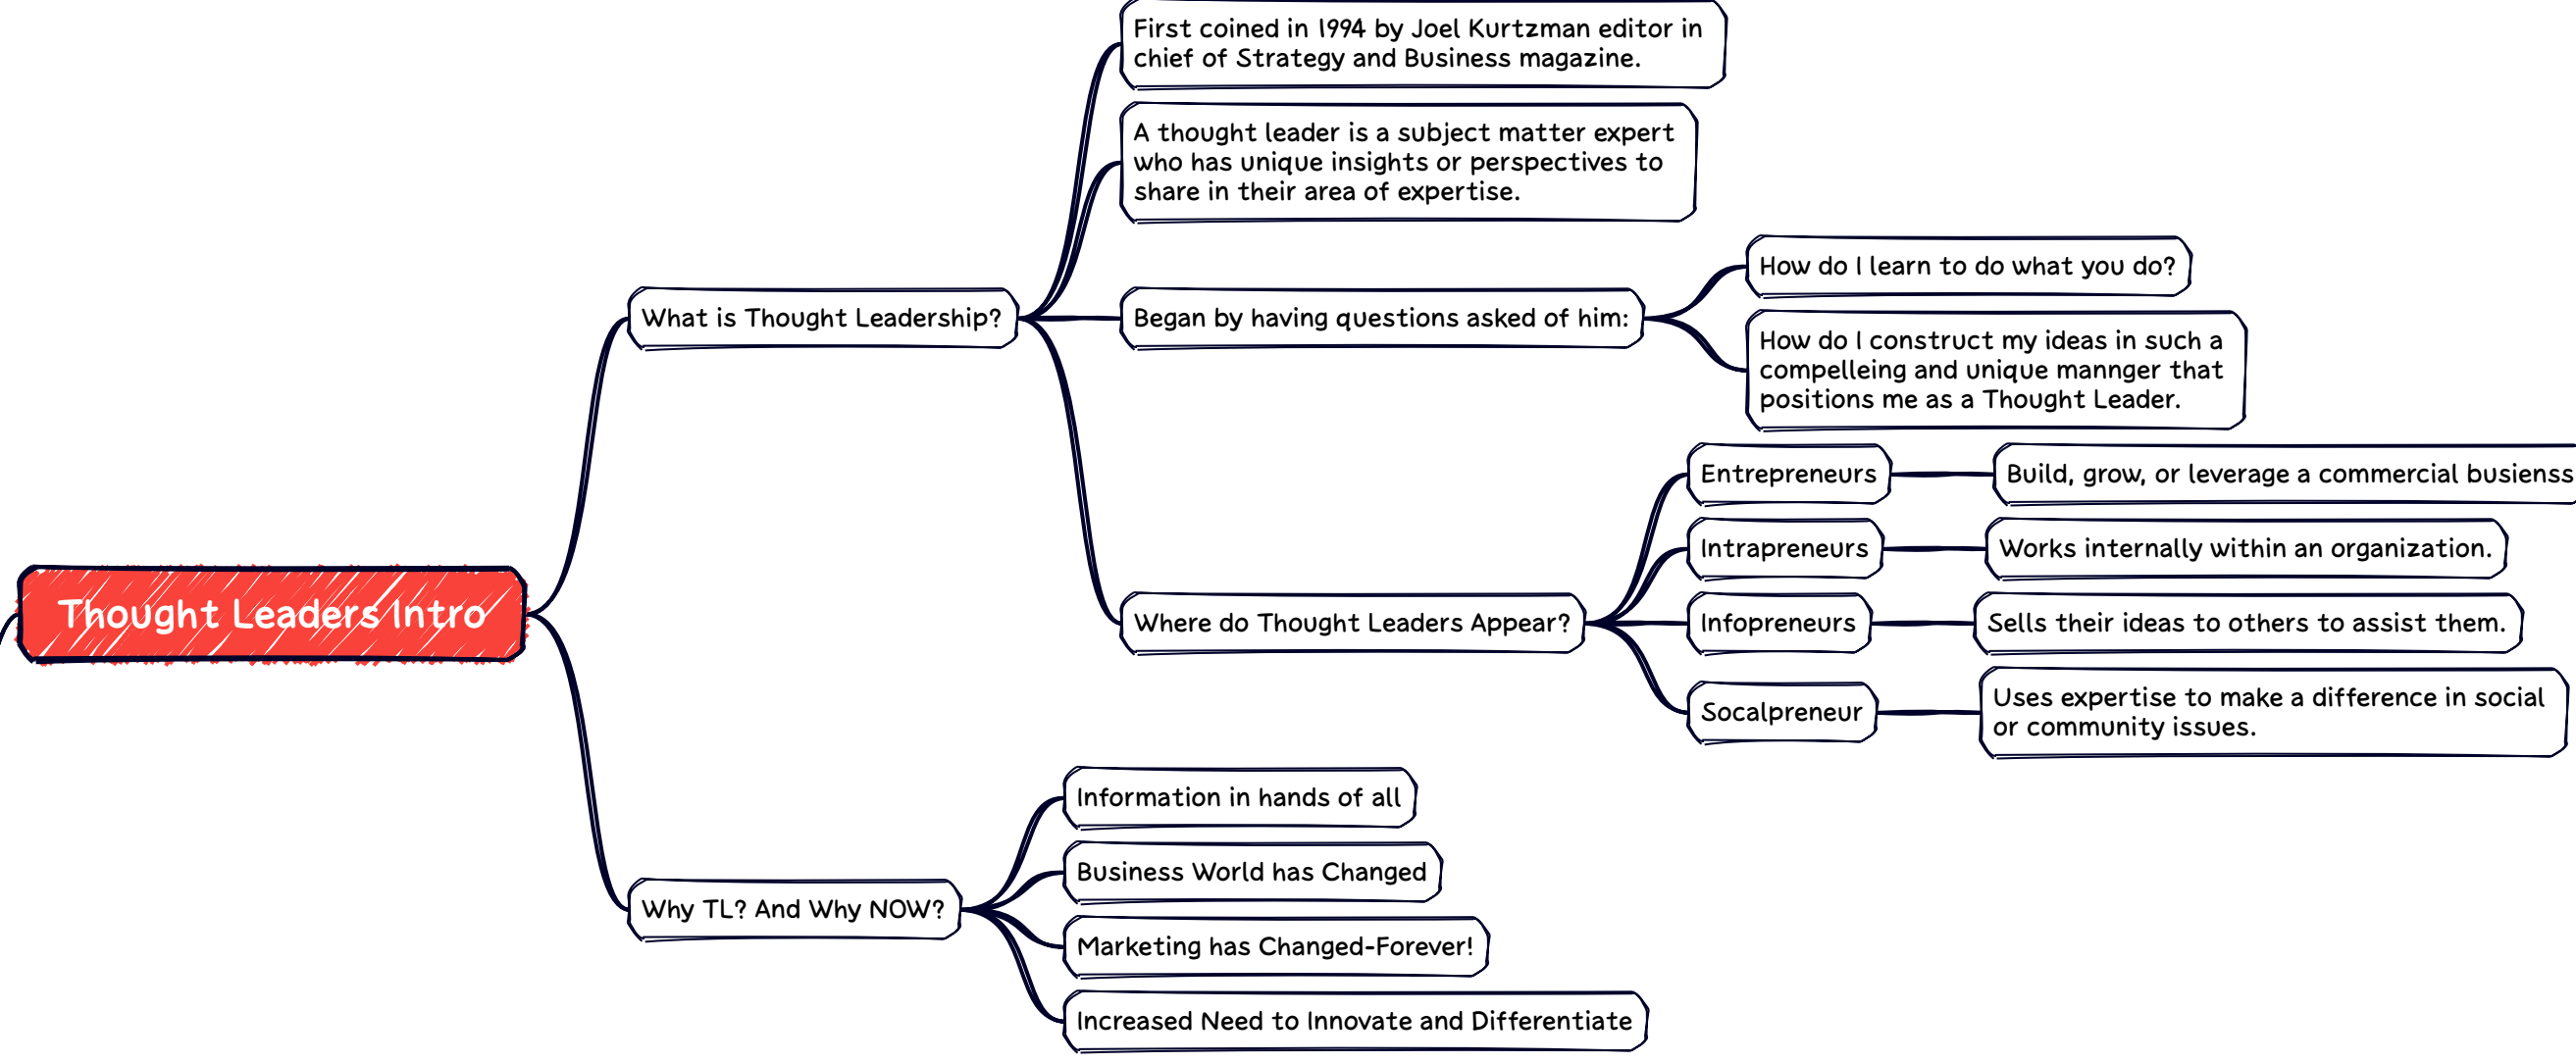 First coined in 1994 by Joel Kurtzman editor in
chief of Strategy and Business magazine.
A thought leader is a subject matter expert
who has unique insights or perspectives to
share in their area of expertise.
How do I learn to do what you do?
What is Thought Leadership?
Began by having questions asked of him:
How do I construct my ideas in such a
compelleing and unique mannger that
positions me as a Thought Leader.
Entrepreneurs
Build, grow, or leverage a commercial busienss
Intrapreneurs
Works internally within an organization.
Thought Leaders Intro
Where do Thought Leaders Appear?
Infopreneurs
Sells their ideas to others to assist them.
Socalpreneur
Uses expertise to make a difference in social
or community issues.
Information in hands of all
Business World has Changed
Why TL? And Why NOW?
Marketing has Changed-Forever!
Increased Need to Innovate and Differentiate